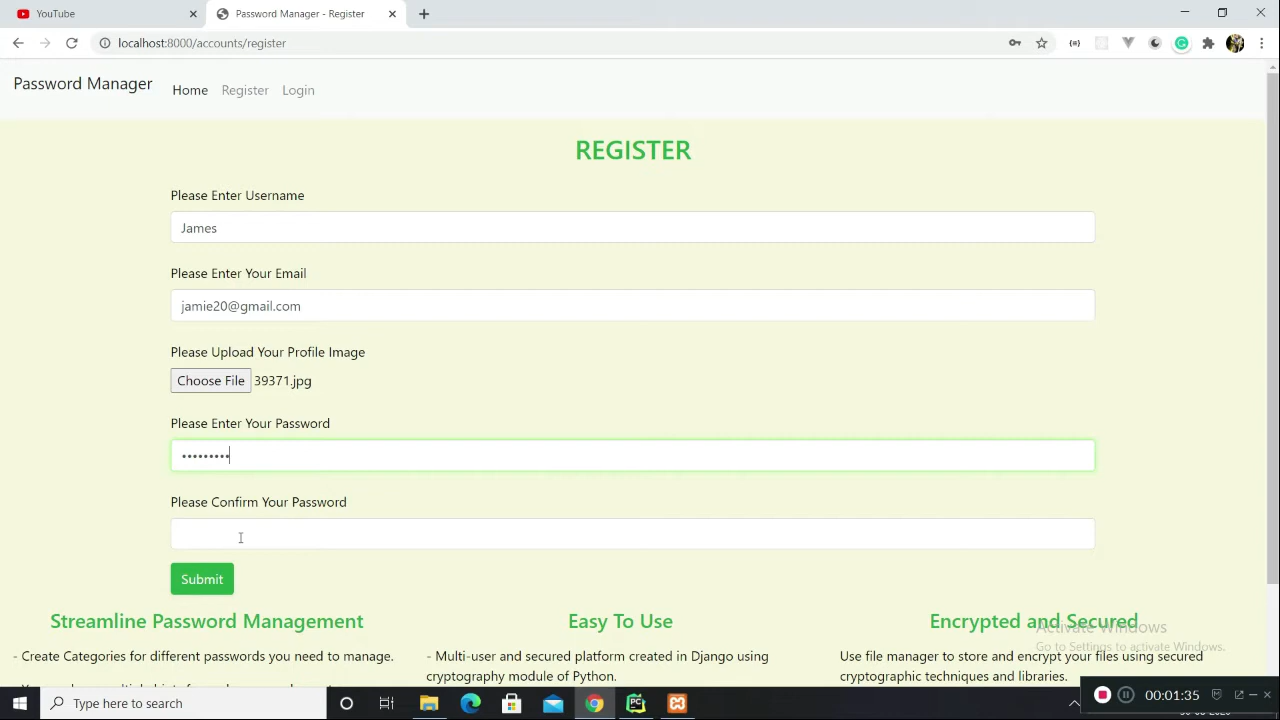 YouTube
Password Manager - Register
localhost:8000/accounts/register
Password Manager
Home
Register
Login
REGISTER
Please Enter Username
James
Please Enter Your Email
jamie20@gmail.com
Please Upload Your Profile Image
Choose File 39371.jpg
Please Enter Your Password
•••••••••
Please Confirm Your Password
Submit
Streamline Password Management
- Create Categories for different passwords you need to manage.
Easy To Use
- Multi-user and secured platform created in Django using
cryptography module of Python.
Encrypted and Secured
Use file manager to store and encrypt your files using secured
cryptographic techniques and libraries.
Activate Windows
Go to Settings to activate Windows.
Type here to search
00:01:35